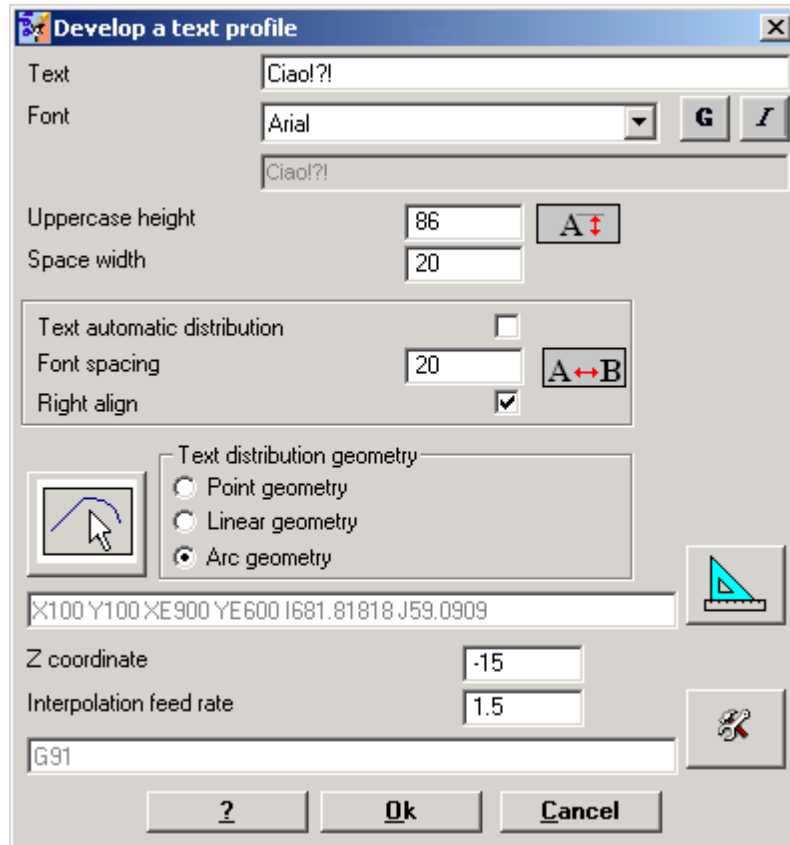 Develop a text profile
Text Ciao!?!
Font Arial G I
Ciao!?!
Uppercase height 86 A
Space width 20
Text automatic distribution
Font spacing 20 A↔B
Right align
Text distribution geometry
Point geometry
Linear geometry
Arc geometry
X100 Y100 XE900 YE600 I681.81818 J59.0909
Z coordinate -15
Interpolation feed rate 1.5
G91
? Ok Cancel